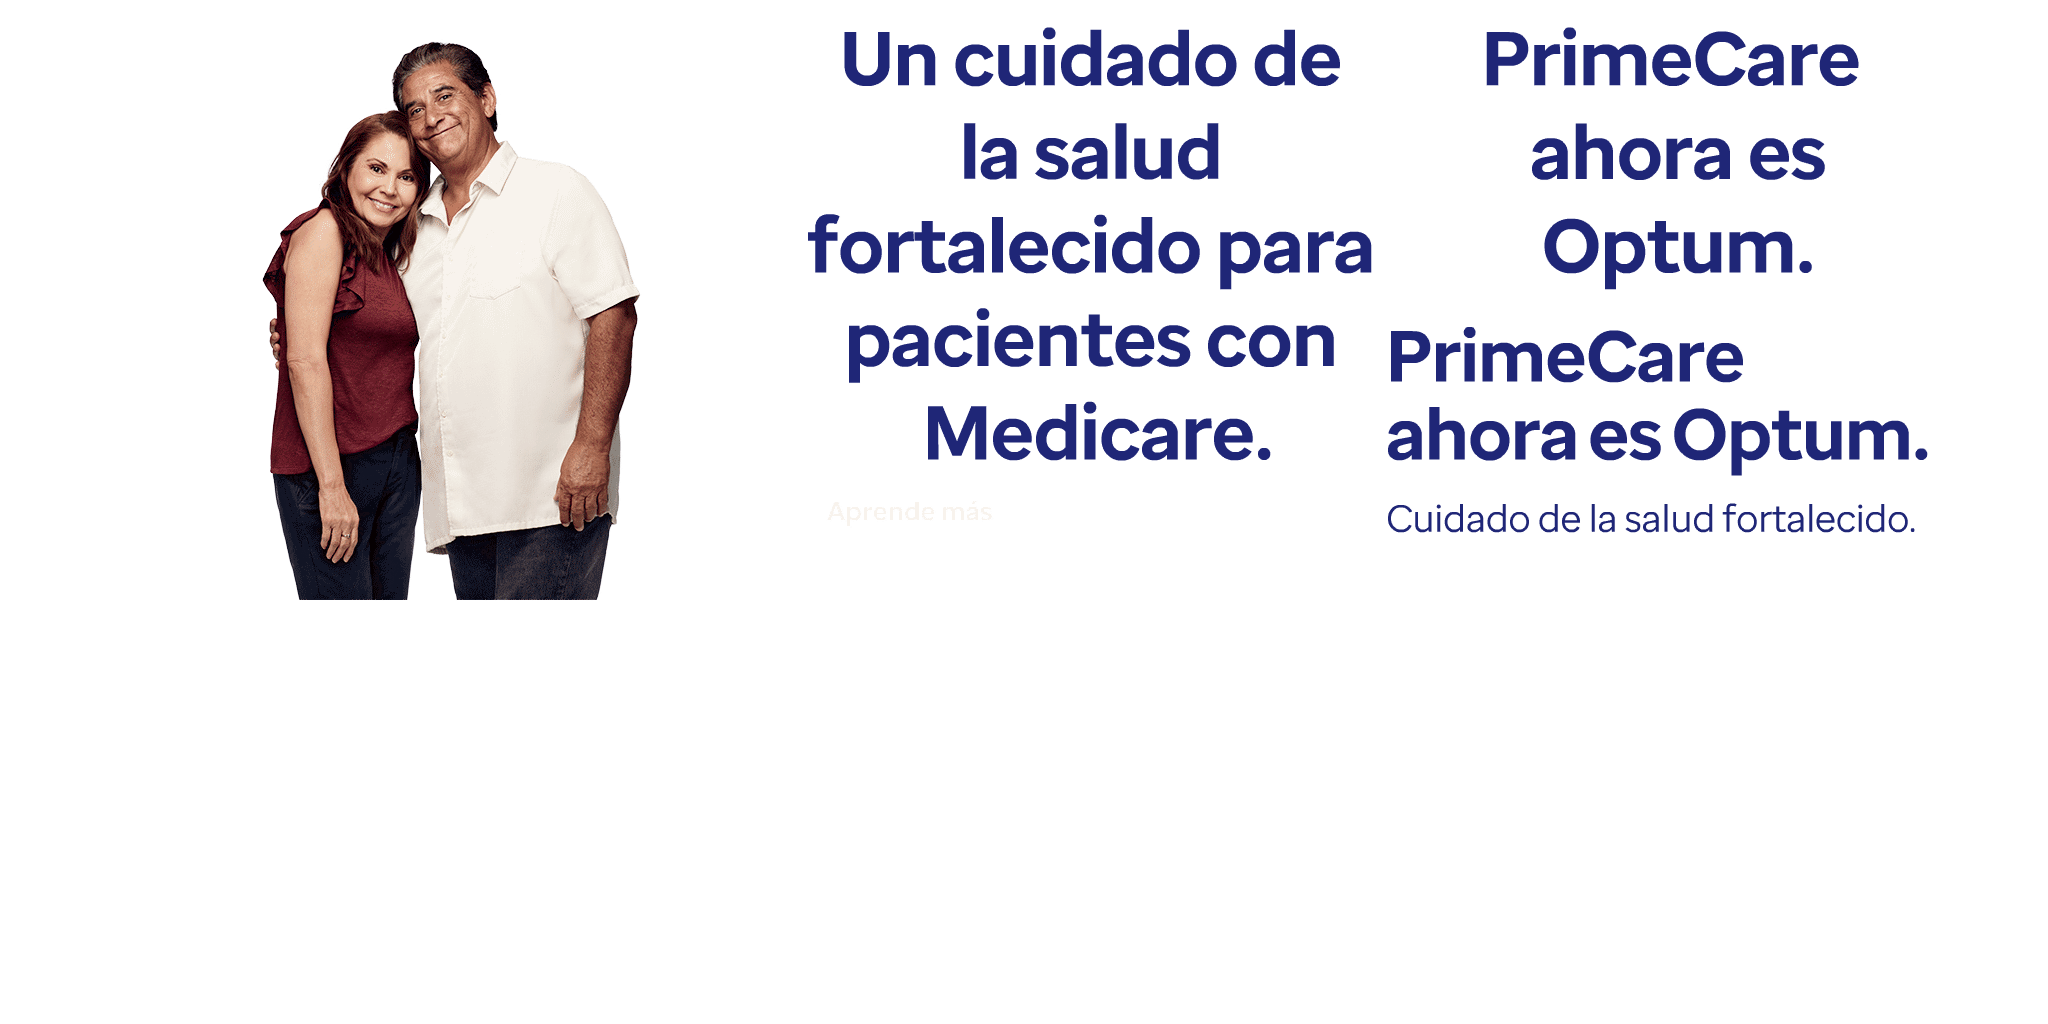 Un cuidado de
la salud
fortalecido para
pacientes con
Medicare.
Aprende más
PrimeCare
ahora es
Optum.
PrimeCare
ahora es Optum.
Cuidado de la salud fortalecido.